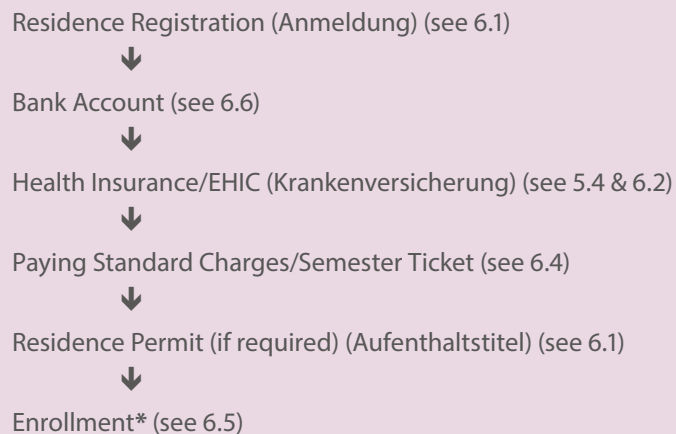 Residence Registration (Anmeldung) (see 6.1)
Bank Account (see 6.6)
Health Insurance/EHIC (Krankenversicherung) (see 5.4 & 6.2)
Paying Standard Charges/Semester Ticket (see 6.4)
Residence Permit (if required) (Aufenthaltstitel) (see 6.1)
Enrollment* (see 6.5)